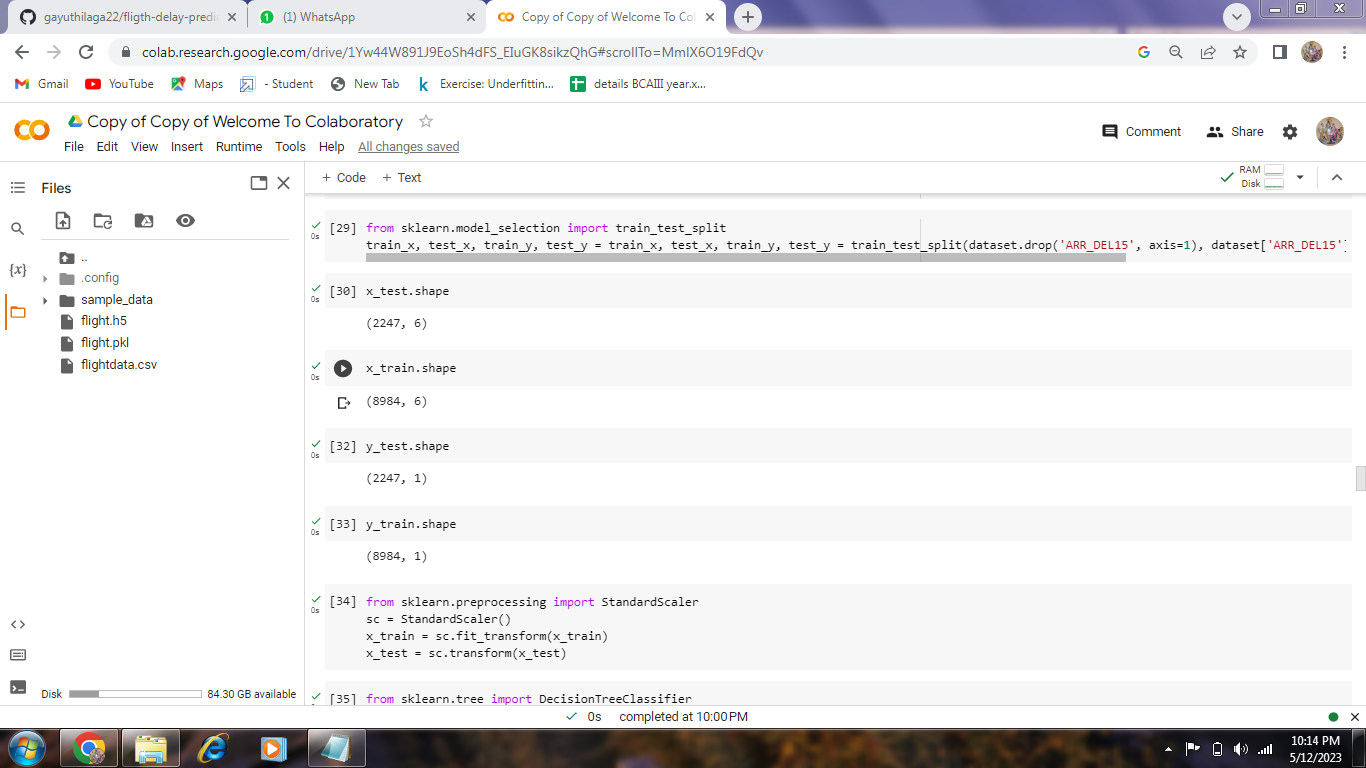 gayuthilaga22/fligth-delay-predi
(1) WhatsApp
Copy of Copy of Welcome To Col
colab.research.google.com/drive/1Yw44W891J9EoSh4dFS_EIuGK8sikzQhG#scrollTo=MmIX6O19FdQv
Gmail
YouTube
Maps
- Student
New Tab
Exercise: Underfittin...
details BCAIII year.x...
Copy of Copy of Welcome To Colaboratory
File Edit View Insert Runtime Tools Help All changes saved
Comment
Share
Files
+ Code + Text
RAM
Disk
..
.config
sample_data
flight.h5
flight.pkl
flightdata.csv
Disk
84.30 GB available
0s
[29] from sklearn.model_selection import train_test_split
train_x, test_x, train_y, test_y = train_x, test_x, train_y, test_y = train_test_split(dataset.drop('ARR_DEL15', axis=1), dataset['ARR_DEL15']
0s
[30] x_test.shape
(2247, 6)
0s
x_train.shape
(8984, 6)
0s
[32] y_test.shape
(2247, 1)
0s
[33] y_train.shape
(8984, 1)
0s
[34] from sklearn.preprocessing import StandardScaler
sc = StandardScaler()
x_train = sc.fit_transform(x_train)
x_test = sc.transform(x_test)
[35] from sklearn.tree import DecisionTreeClassifier
0s completed at 10:00 PM
10:14 PM
5/12/2023